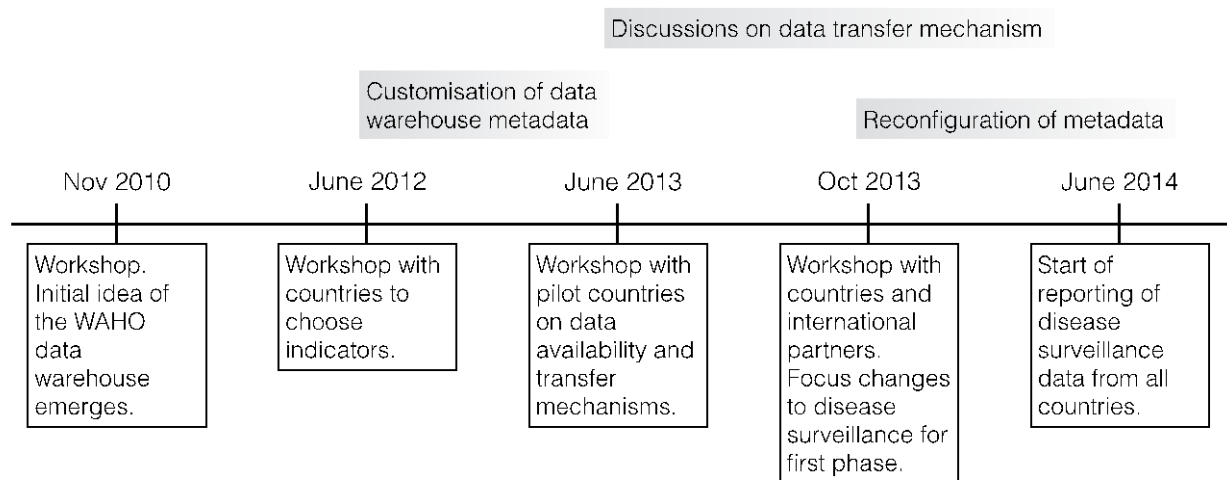 Discussions on data transfer mechanism
Customisation of data
warehouse metadata
Reconfiguration of metadata
Nov 2010
June 2012
June 2013
Oct 2013
June 2014
Workshop.
Initial idea of
the WAHO
data
warehouse
emerges.
Workshop with
countries to
choose
indicators.
Workshop with
pilot countries
on data
availability and
transfer
mechanisms.
Workshop with
countries and
international
partners.
Focus changes
to disease
surveillance for
first phase.
Start of
reporting of
disease
surveillance
data from all
countries.